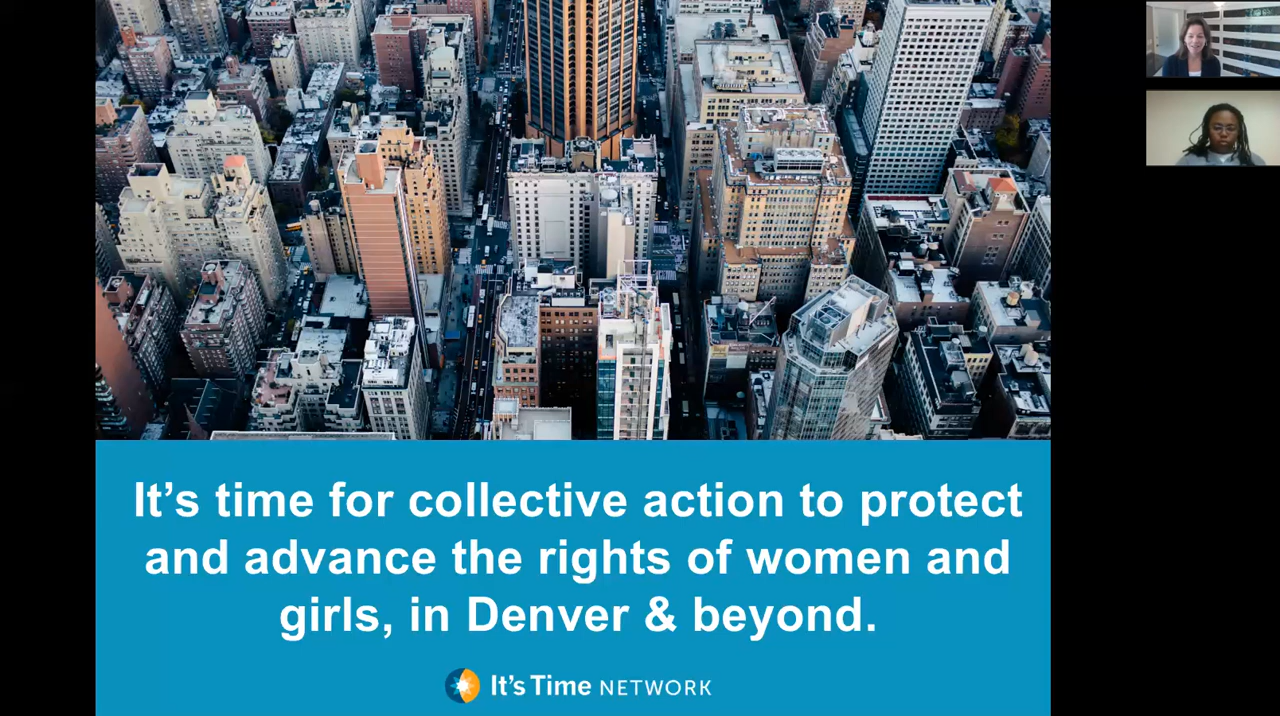 It’s time for collective action to protect
and advance the rights of women and
girls, in Denver & beyond.
It's Time NETWORK